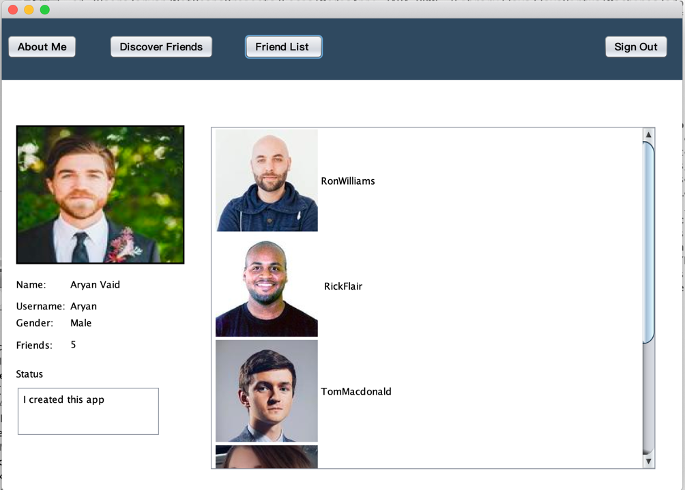 About Me
Discover Friends
Friend List
Sign Out
RonWilliams
RickFlair
TomMacdonald
Name: Aryan Vaid
Username: Aryan
Gender: Male
Friends: 5
Status
I created this app